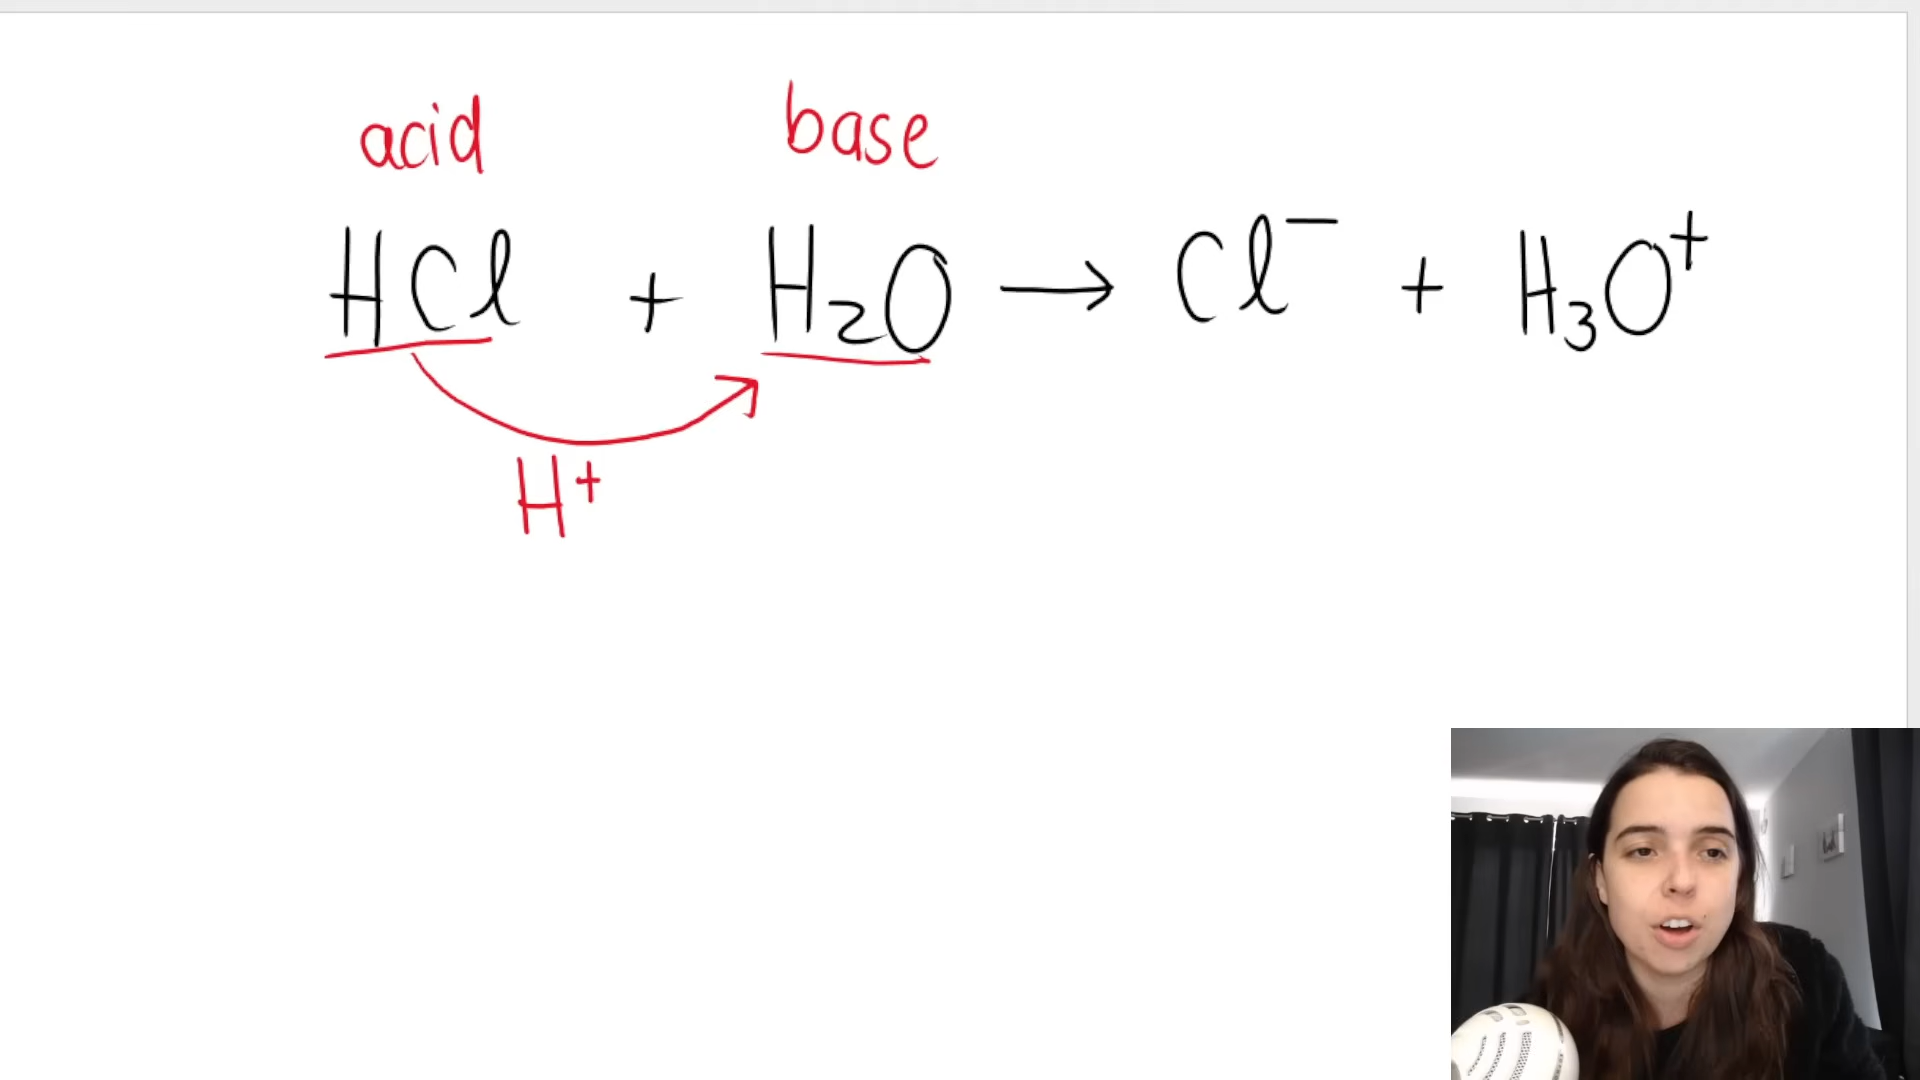 acid base
HCl + H₂O → Cl⁻ + H₃O⁺
H⁺